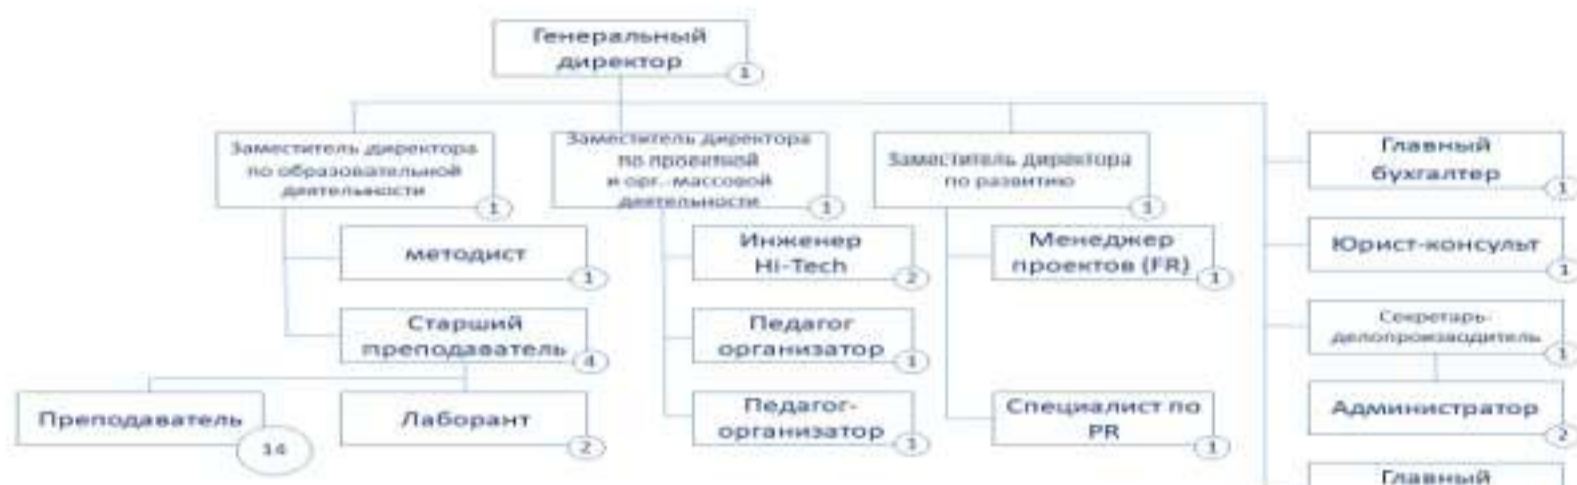 Генеральный
директор
1
Заместитель директора
по образовательной
деятельности
1
Заместитель директора
по проектной
и орг.-массовой
деятельности
1
Заместитель директора
по развитию
1
Главный
бухгалтер
1
методист
1
Инженер
Hi-Tech
2
Менеджер
проектов (FR)
1
Юрист-консульт
1
Старший
преподаватель
4
Педагог
организатор
1
Секретарь-
делопроизводитель
1
Преподаватель
14
Лаборант
2
Педагог-
организатор
1
Специалист по
PR
1
Администратор
2
Главный